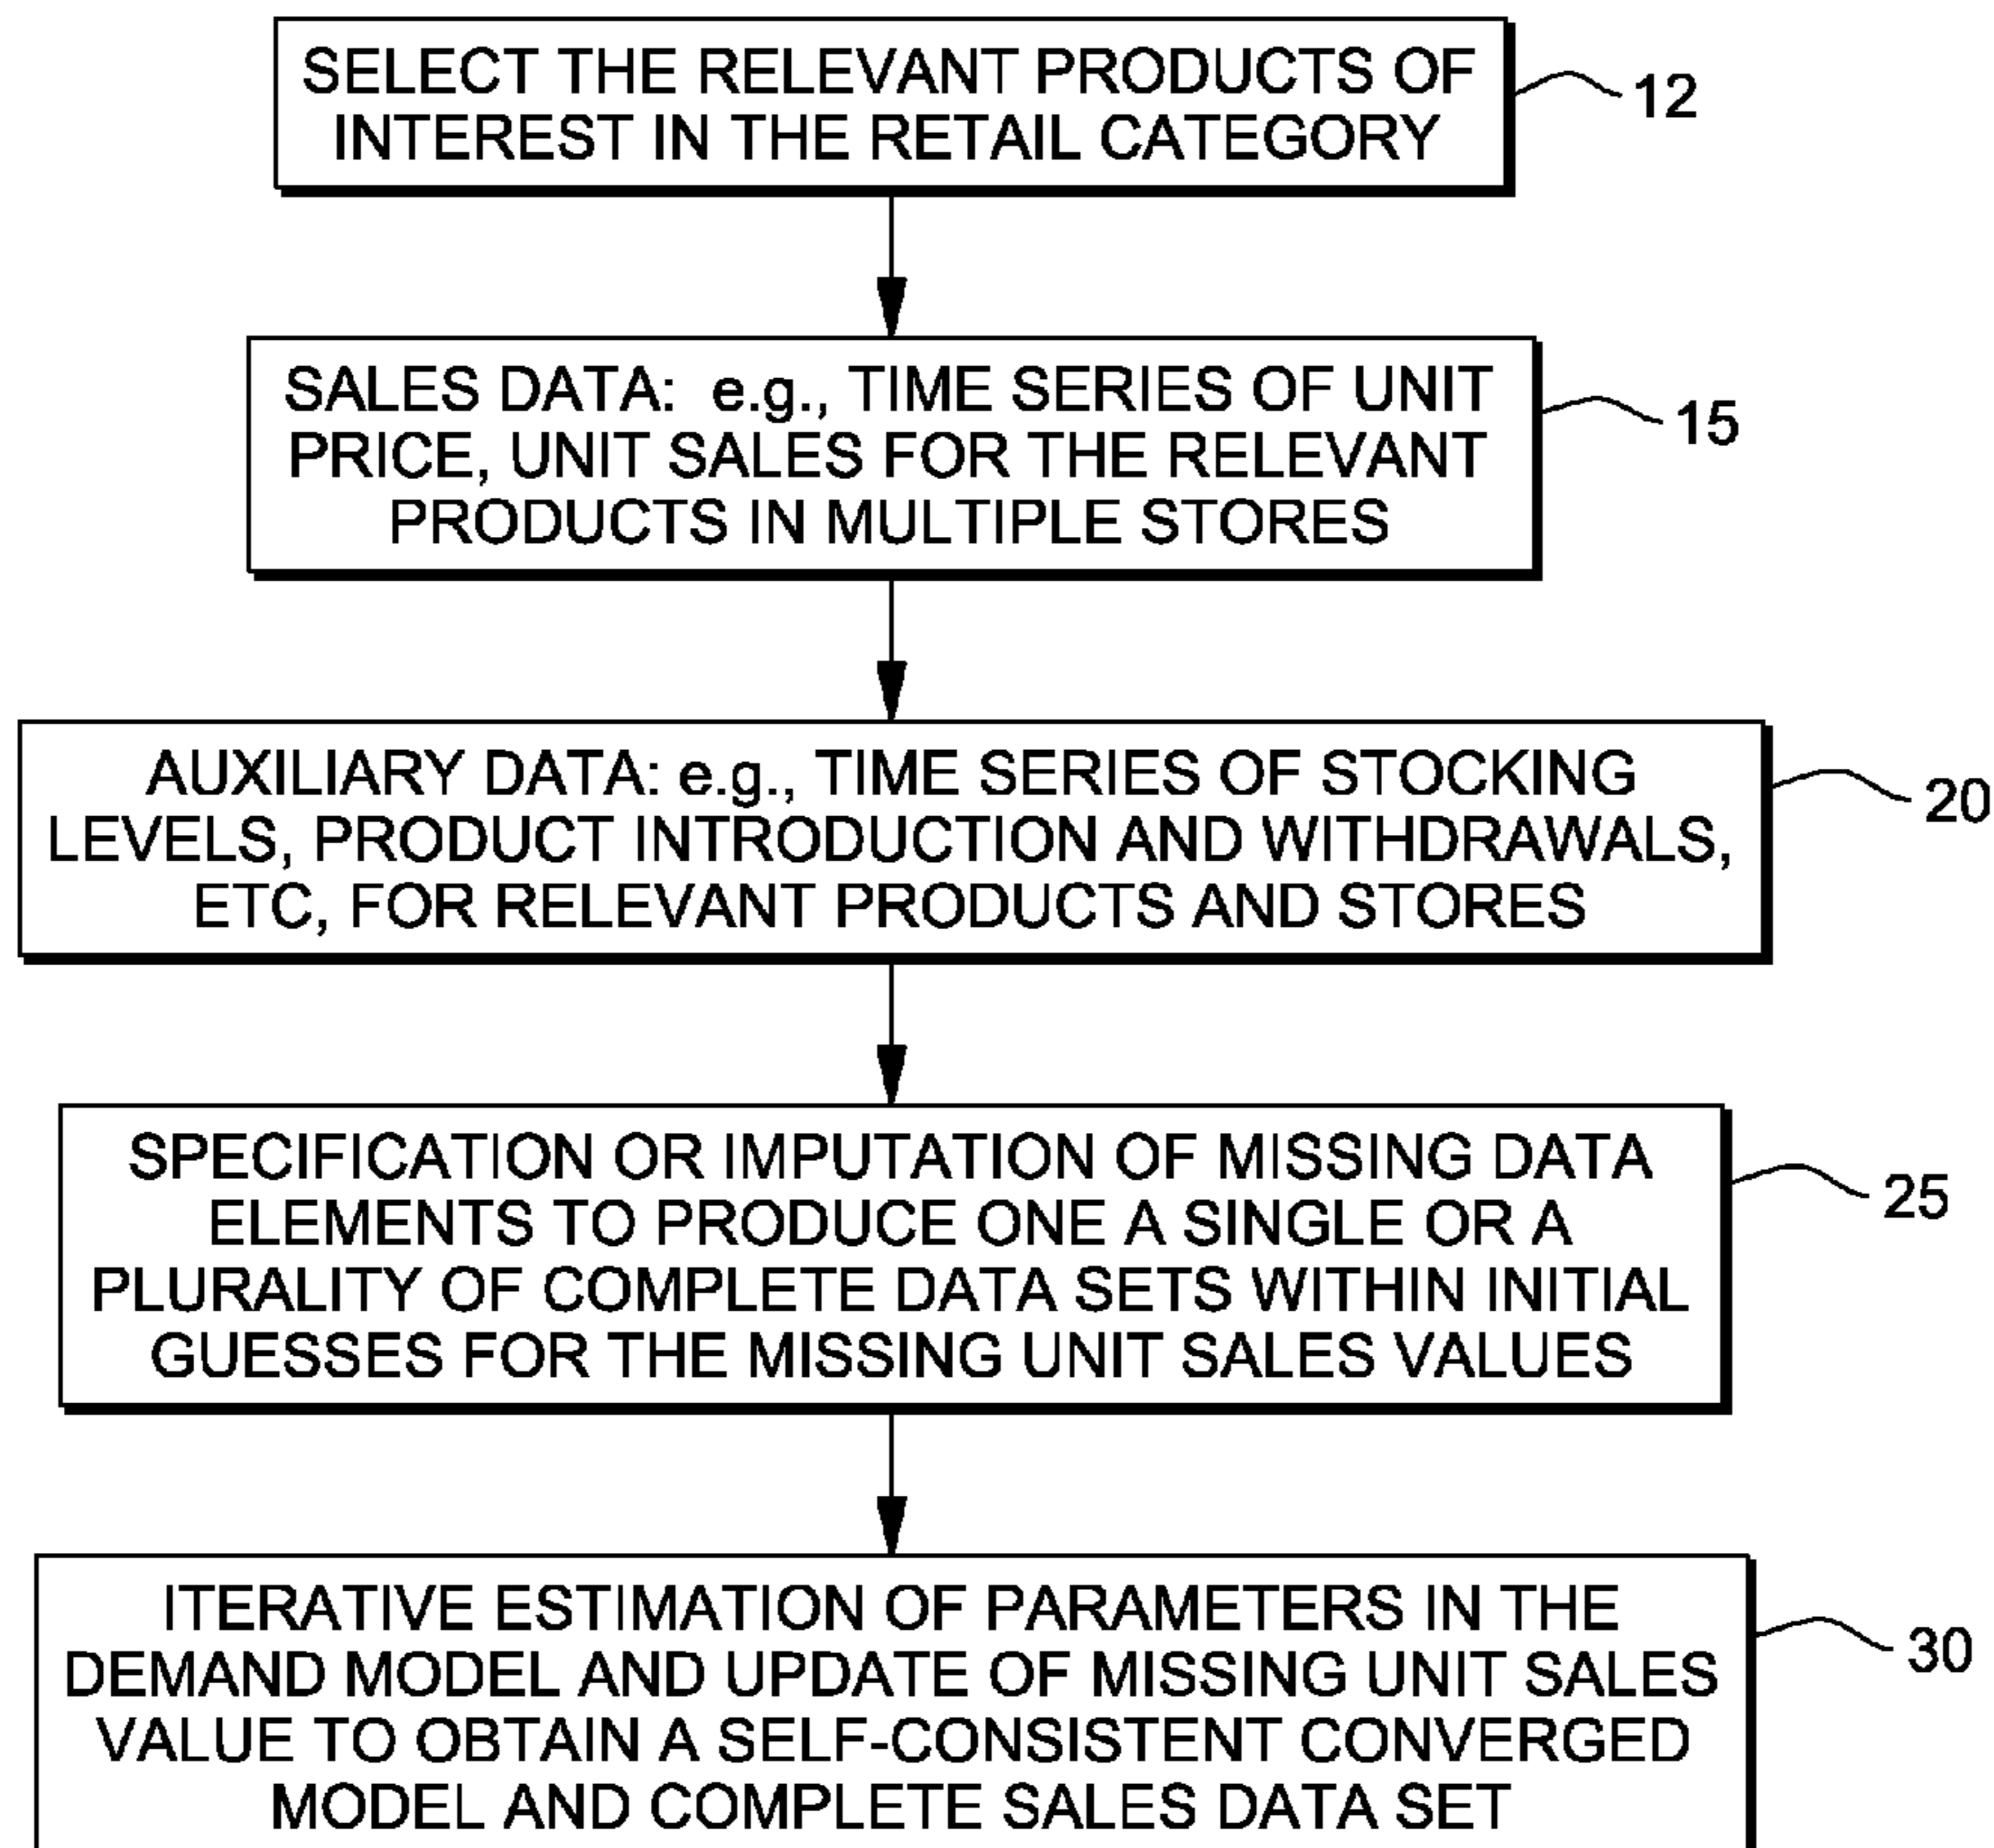 SELECT THE RELEVANT PRODUCTS OF
INTEREST IN THE RETAIL CATEGORY
12
SALES DATA: e.g., TIME SERIES OF UNIT
PRICE, UNIT SALES FOR THE RELEVANT
PRODUCTS IN MULTIPLE STORES
15
AUXILIARY DATA: e.g., TIME SERIES OF STOCKING
LEVELS, PRODUCT INTRODUCTION AND WITHDRAWALS,
ETC, FOR RELEVANT PRODUCTS AND STORES
20
SPECIFICATION OR IMPUTATION OF MISSING DATA
ELEMENTS TO PRODUCE ONE A SINGLE OR A
PLURALITY OF COMPLETE DATA SETS WITHIN INITIAL
GUESSES FOR THE MISSING UNIT SALES VALUES
25
ITERATIVE ESTIMATION OF PARAMETERS IN THE
DEMAND MODEL AND UPDATE OF MISSING UNIT SALES
VALUE TO OBTAIN A SELF-CONSISTENT CONVERGED
MODEL AND COMPLETE SALES DATA SET
30